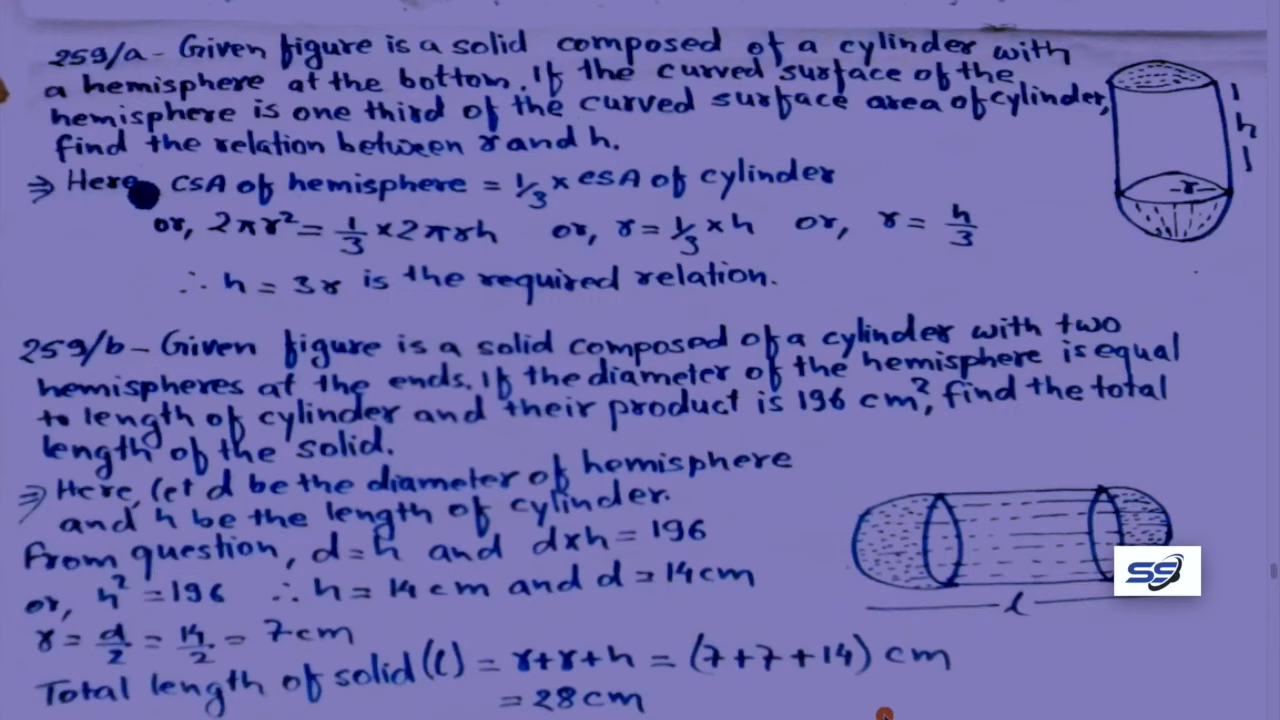 259/a - Given figure is a solid composed of a cylinder with
a hemisphere at the bottom. If the curved surface of the
hemisphere is one third of the curved surface area of cylinder,
find the relation between r and h.
⇒ Here CSA of hemisphere = 1/3 × CSA of cylinder
or, 2πr² = 1/3 × 2πrh or, r = 1/3 × h or, r = h/3
∴ h = 3r is the required relation.
h
r
259/b - Given figure is a solid composed of a cylinder with two
hemispheres at the ends. If the diameter of the hemisphere is equal
to length of cylinder and their product is 196 cm², find the total
length of the solid.
⇒ Here, let d be the diameter of hemisphere
and h be the length of cylinder.
From question, d = h and d×h = 196
or, h² = 196 ∴ h = 14 cm and d = 14cm
r = d/2 = 14/2 = 7cm
Total length of solid (l) = r+r+h = (7+7+14) cm
= 28cm
l
SS